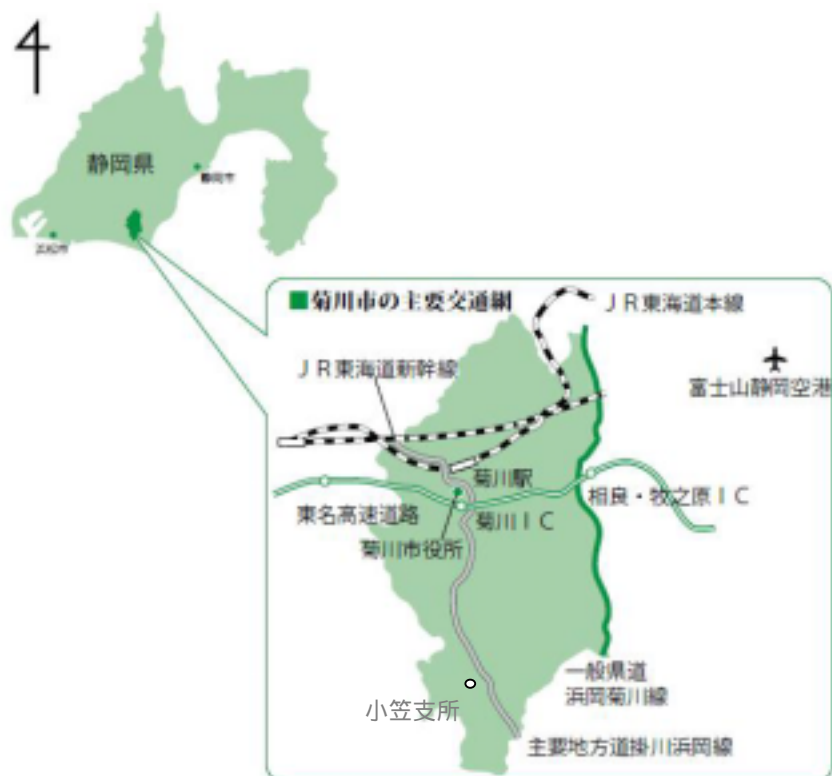 静岡県
静岡市
浜松市
■菊川市の主要交通網
ＪＲ東海道本線
ＪＲ東海道新幹線
富士山静岡空港
菊川駅
相良・牧之原ＩＣ
東名高速道路
菊川ＩＣ
菊川市役所
一般県道
浜岡菊川線
小笠支所
主要地方道掛川浜岡線